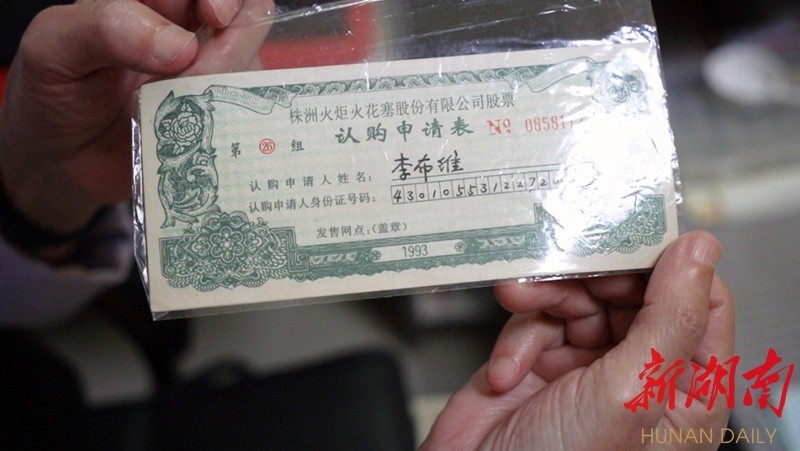 株洲火炬火花塞股份有限公司股票
认购申请表 № 08581
第 ㉖ 组
认购申请人姓名： 李布维
认购申请人身份证号码： 4301055312272
发售网点：(盖章)
1993
新湖南
HUNAN DAILY